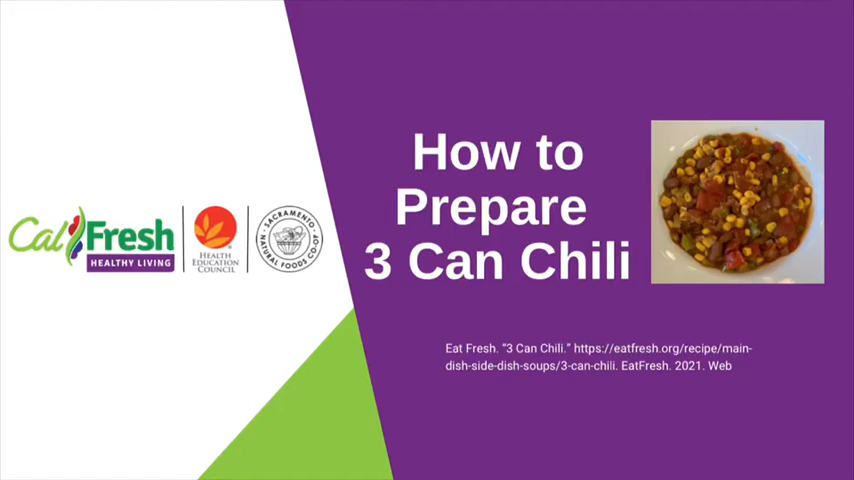 CalFresh
HEALTHY LIVING
HEALTH
EDUCATION
COUNCIL
SACRAMENTO
NATURAL FOODS CO-OP
How to
Prepare
3 Can Chili
Eat Fresh. “3 Can Chili.” https://eatfresh.org/recipe/main-
dish-side-dish-soups/3-can-chili. EatFresh. 2021. Web